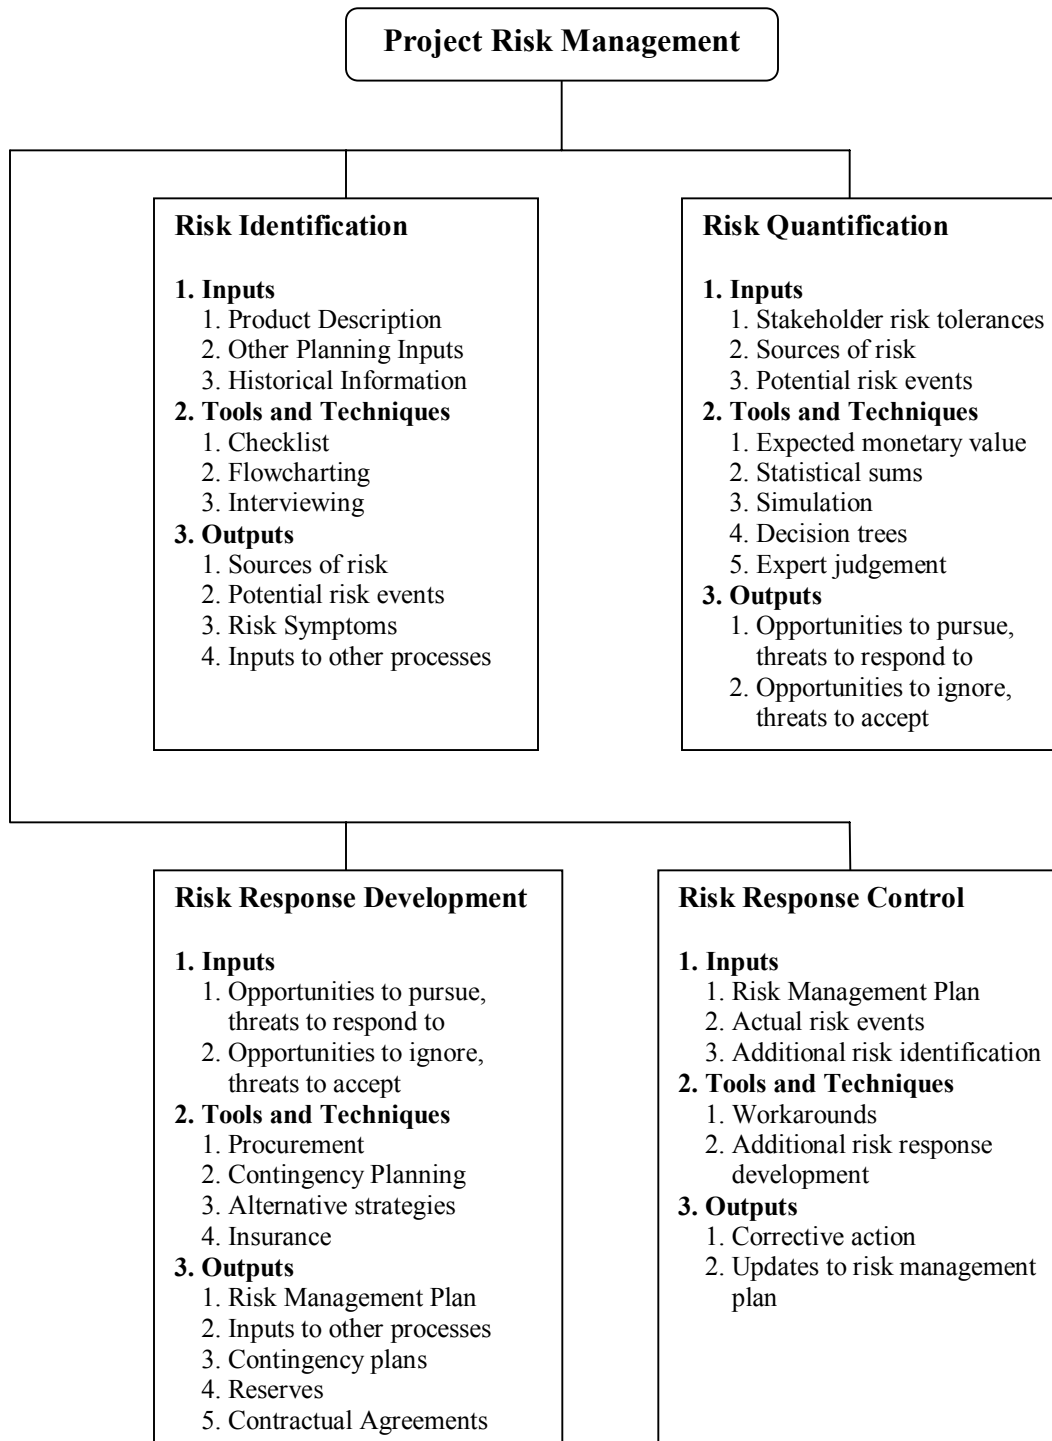 Project Risk Management
Risk Identification
1. Inputs
1. Product Description
2. Other Planning Inputs
3. Historical Information
2. Tools and Techniques
1. Checklist
2. Flowcharting
3. Interviewing
3. Outputs
1. Sources of risk
2. Potential risk events
3. Risk Symptoms
4. Inputs to other processes
Risk Quantification
1. Inputs
1. Stakeholder risk tolerances
2. Sources of risk
3. Potential risk events
2. Tools and Techniques
1. Expected monetary value
2. Statistical sums
3. Simulation
4. Decision trees
5. Expert judgement
3. Outputs
1. Opportunities to pursue,
threats to respond to
2. Opportunities to ignore,
threats to accept
Risk Response Development
1. Inputs
1. Opportunities to pursue,
threats to respond to
2. Opportunities to ignore,
threats to accept
2. Tools and Techniques
1. Procurement
2. Contingency Planning
3. Alternative strategies
4. Insurance
3. Outputs
1. Risk Management Plan
2. Inputs to other processes
3. Contingency plans
4. Reserves
5. Contractual Agreements
Risk Response Control
1. Inputs
1. Risk Management Plan
2. Actual risk events
3. Additional risk identification
2. Tools and Techniques
1. Workarounds
2. Additional risk response
development
3. Outputs
1. Corrective action
2. Updates to risk management
plan